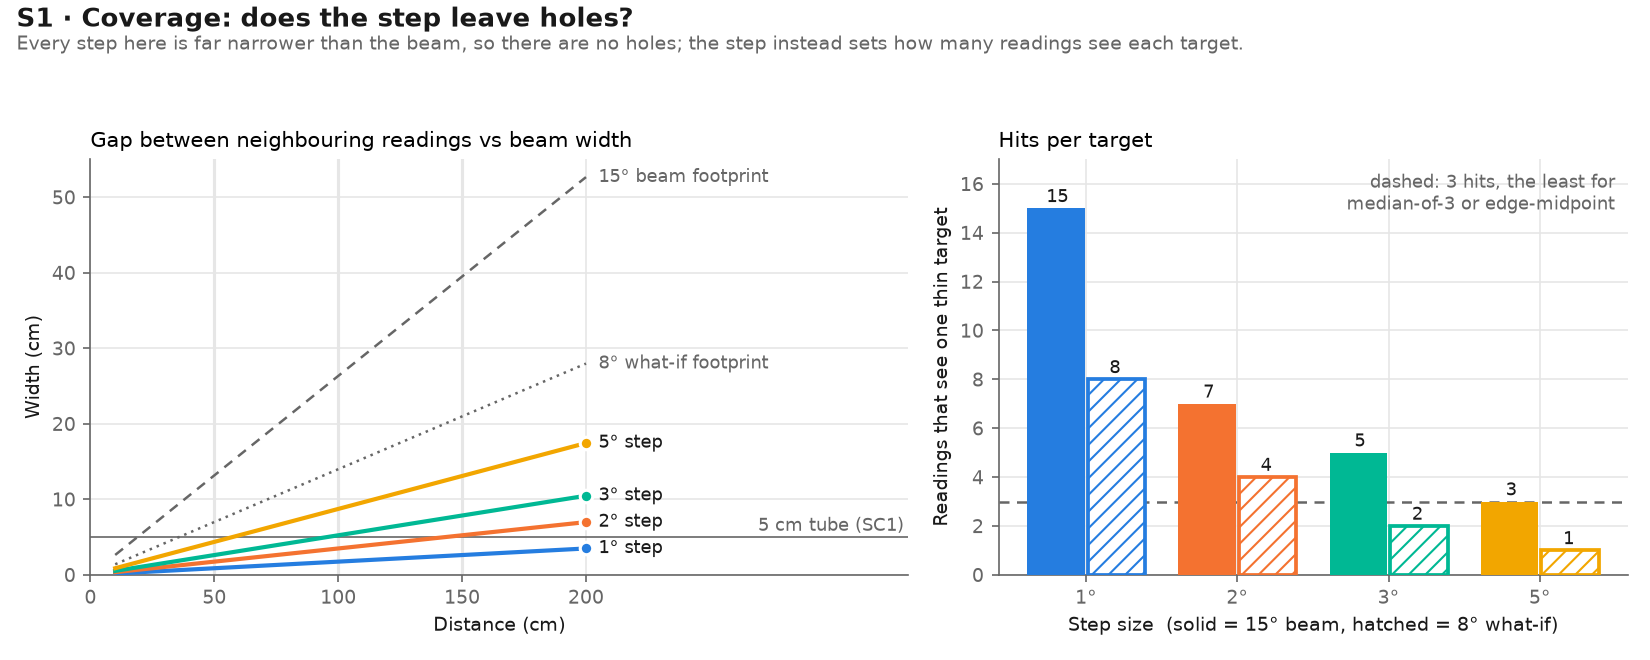 S1 · Coverage: does the step leave holes?
Every step here is far narrower than the beam, so there are no holes; the step instead sets how many readings see each target.
Gap between neighbouring readings vs beam width
Width (cm)
50
40
30
20
10
0
15° beam footprint
8° what-if footprint
5° step
3° step
2° step
1° step
5 cm tube (SC1)
0 50 100 150 200
Distance (cm)
Hits per target
Readings that see one thin target
16
14
12
10
8
6
4
2
0
dashed: 3 hits, the least for
median-of-3 or edge-midpoint
15
8
7
4
5
2
3
1
1° 2° 3° 5°
Step size  (solid = 15° beam, hatched = 8° what-if)